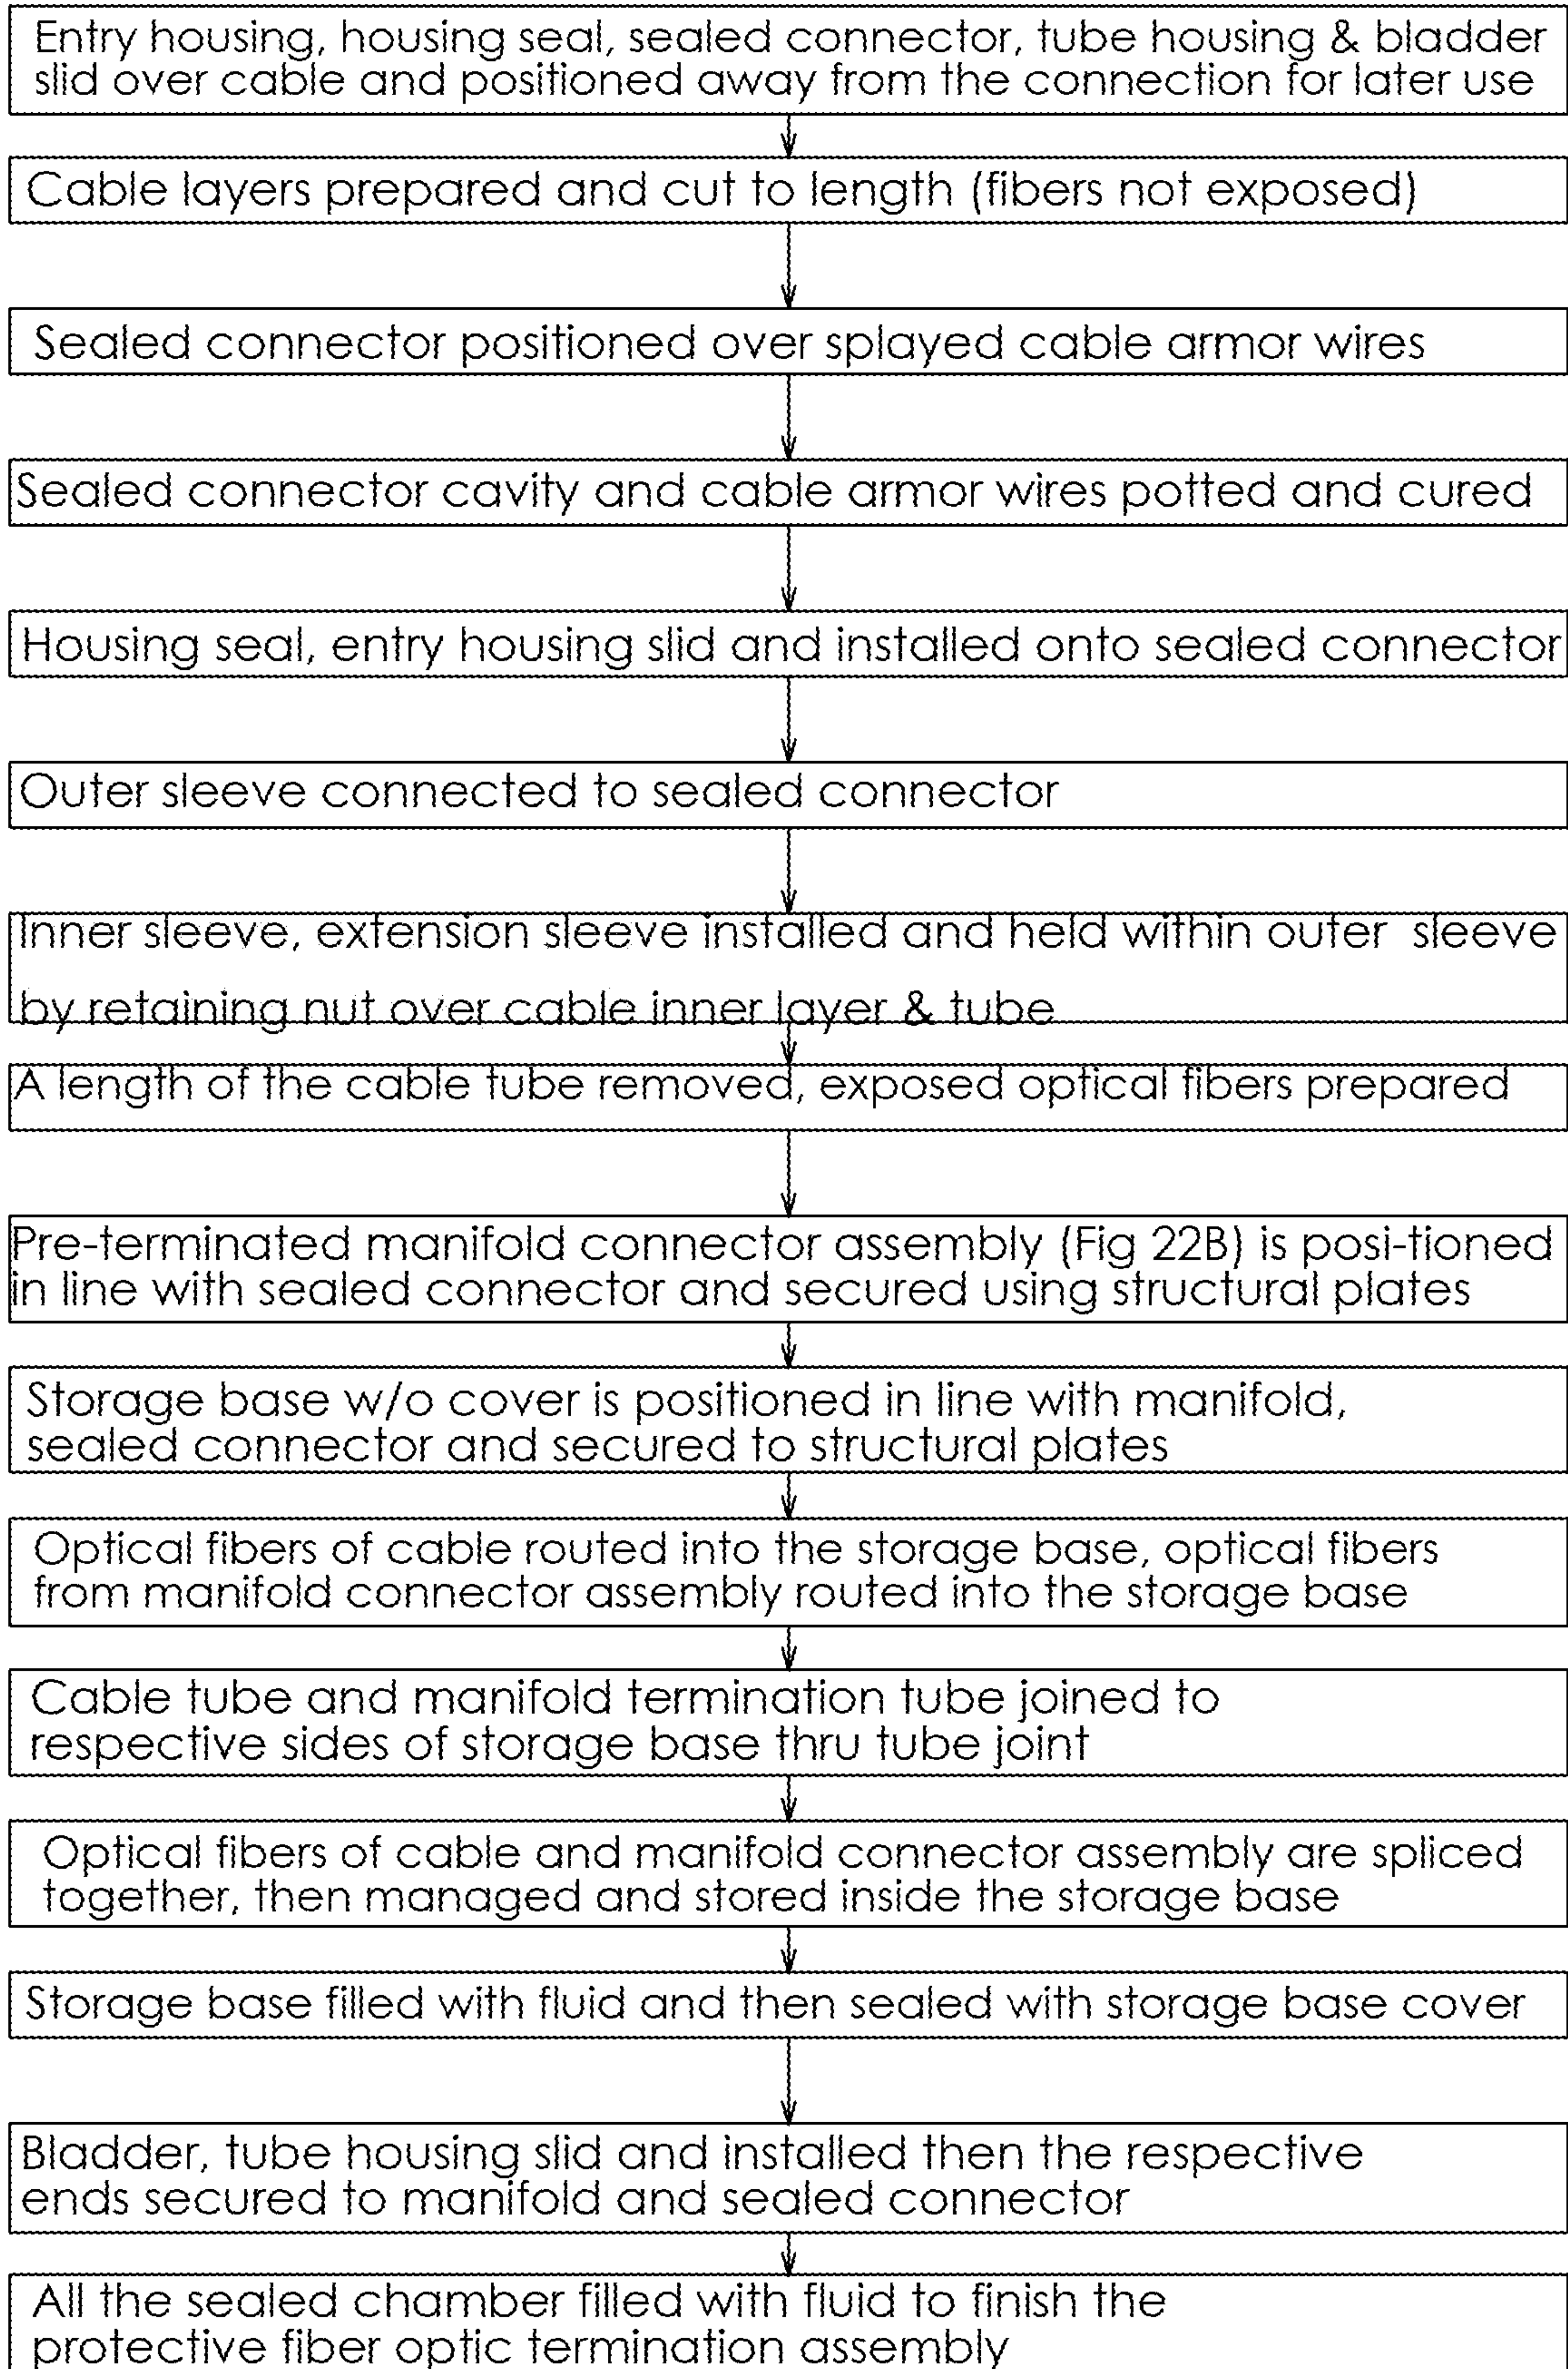 Entry housing, housing seal, sealed connector, tube housing & bladder
slid over cable and positioned away from the connection for later use
Cable layers prepared and cut to length (fibers not exposed)
Sealed connector positioned over splayed cable armor wires
Sealed connector cavity and cable armor wires potted and cured
Housing seal, entry housing slid and installed onto sealed connector
Outer sleeve connected to sealed connector
Inner sleeve, extension sleeve installed and held within outer sleeve
by retaining nut over cable inner layer & tube
A length of the cable tube removed, exposed optical fibers prepared
Pre-terminated manifold connector assembly (Fig 22B) is posi-tioned
in line with sealed connector and secured using structural plates
Storage base w/o cover is positioned in line with manifold,
sealed connector and secured to structural plates
Optical fibers of cable routed into the storage base, optical fibers
from manifold connector assembly routed into the storage base
Cable tube and manifold termination tube joined to
respective sides of storage base thru tube joint
Optical fibers of cable and manifold connector assembly are spliced
together, then managed and stored inside the storage base
Storage base filled with fluid and then sealed with storage base cover
Bladder, tube housing slid and installed then the respective
ends secured to manifold and sealed connector
All the sealed chamber filled with fluid to finish the
protective fiber optic termination assembly